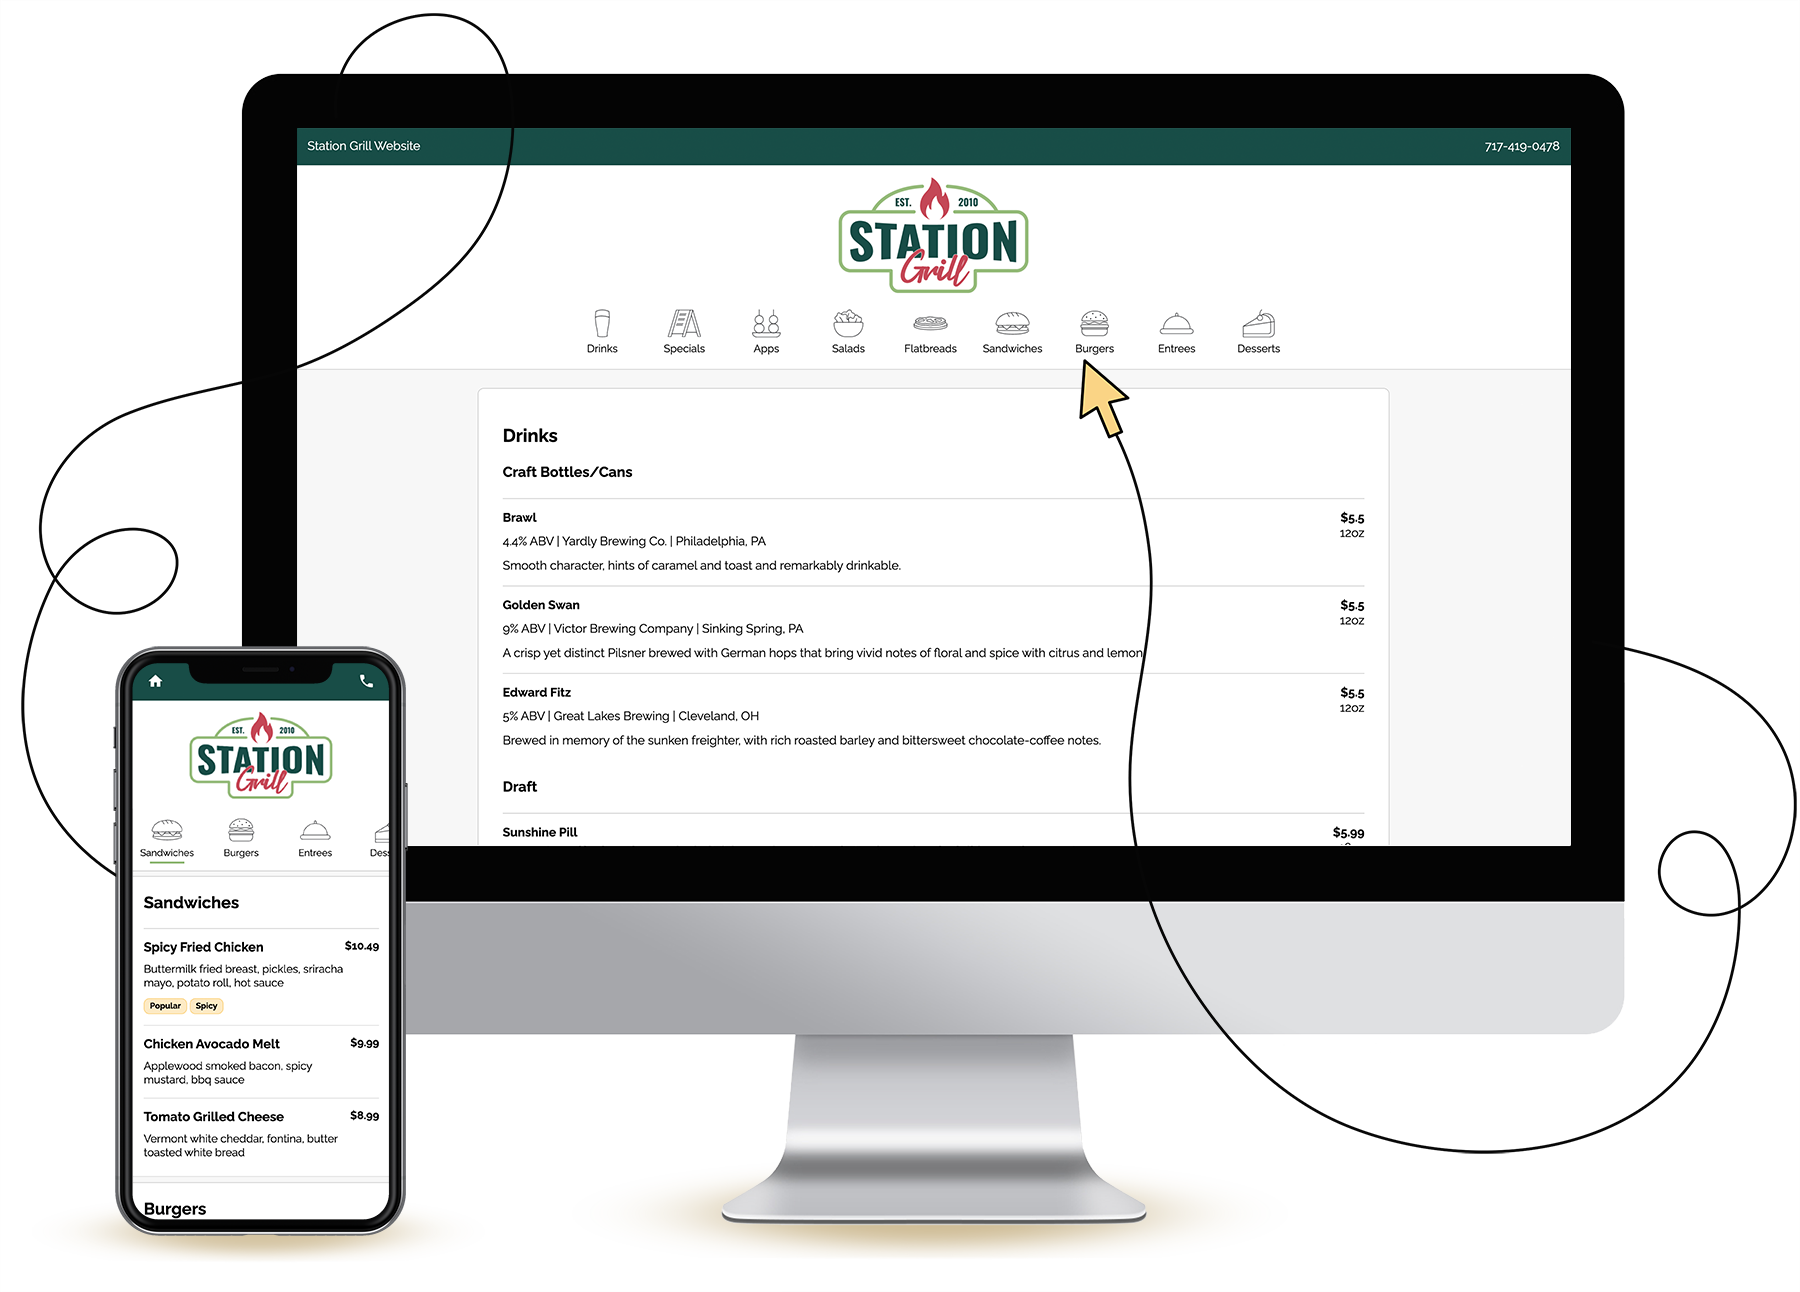 Station Grill Website
717-419-0478
EST. 2010
STATION
Grill
Drinks
Specials
Apps
Salads
Flatbreads
Sandwiches
Burgers
Entrees
Desserts
Drinks
Craft Bottles/Cans
Brawl $5.5
12oz
4.4% ABV | Yardly Brewing Co. | Philadelphia, PA
Smooth character, hints of caramel and toast and remarkably drinkable.
Golden Swan $5.5
12oz
9% ABV | Victor Brewing Company | Sinking Spring, PA
A crisp yet distinct Pilsner brewed with German hops that bring vivid notes of floral and spice with citrus and lemon
Edward Fitz $5.5
12oz
5% ABV | Great Lakes Brewing | Cleveland, OH
Brewed in memory of the sunken freighter, with rich roasted barley and bittersweet chocolate-coffee notes.
Draft
Sunshine Pill $5.99
EST. 2010
STATION
Grill
Sandwiches
Burgers
Entrees
Dess
Sandwiches
Spicy Fried Chicken $10.49
Buttermilk fried breast, pickles, sriracha
mayo, potato roll, hot sauce
Popular Spicy
Chicken Avocado Melt $9.99
Applewood smoked bacon, spicy
mustard, bbq sauce
Tomato Grilled Cheese $8.99
Vermont white cheddar, fontina, butter
toasted white bread
Burgers